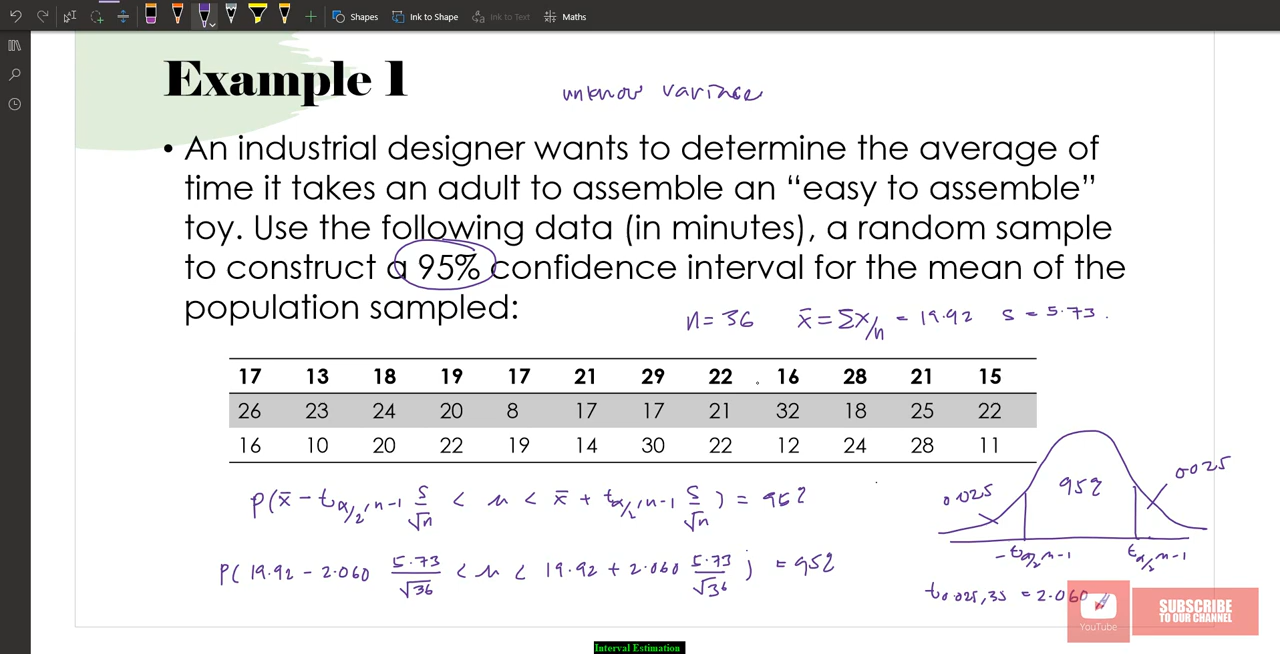 Shapes Ink to Shape Ink to Text Maths
Example 1
unknow variance
• An industrial designer wants to determine the average of
time it takes an adult to assemble an “easy to assemble”
toy. Use the following data (in minutes), a random sample
to construct a 95% confidence interval for the mean of the
population sampled:
n = 36 x̄ = Σx/n = 19.92 s = 5.73.
17 13 18 19 17 21 29 22 16 28 21 15
26 23 24 20 8 17 17 21 32 18 25 22
16 10 20 22 19 14 30 22 12 24 28 11
P(x̄ − tα/2, n−1 s/√n < μ < x̄ + tα/2, n−1 s/√n) = 95%
P(19.92 − 2.060 5.73/√36 < μ < 19.92 + 2.060 5.73/√36) = 95%
0.025 95% 0.025
−tα/2, n−1 tα/2, n−1
t0.025,35 = 2.060
YouTube
SUBSCRIBE
TO OUR CHANNEL
Interval Estimation